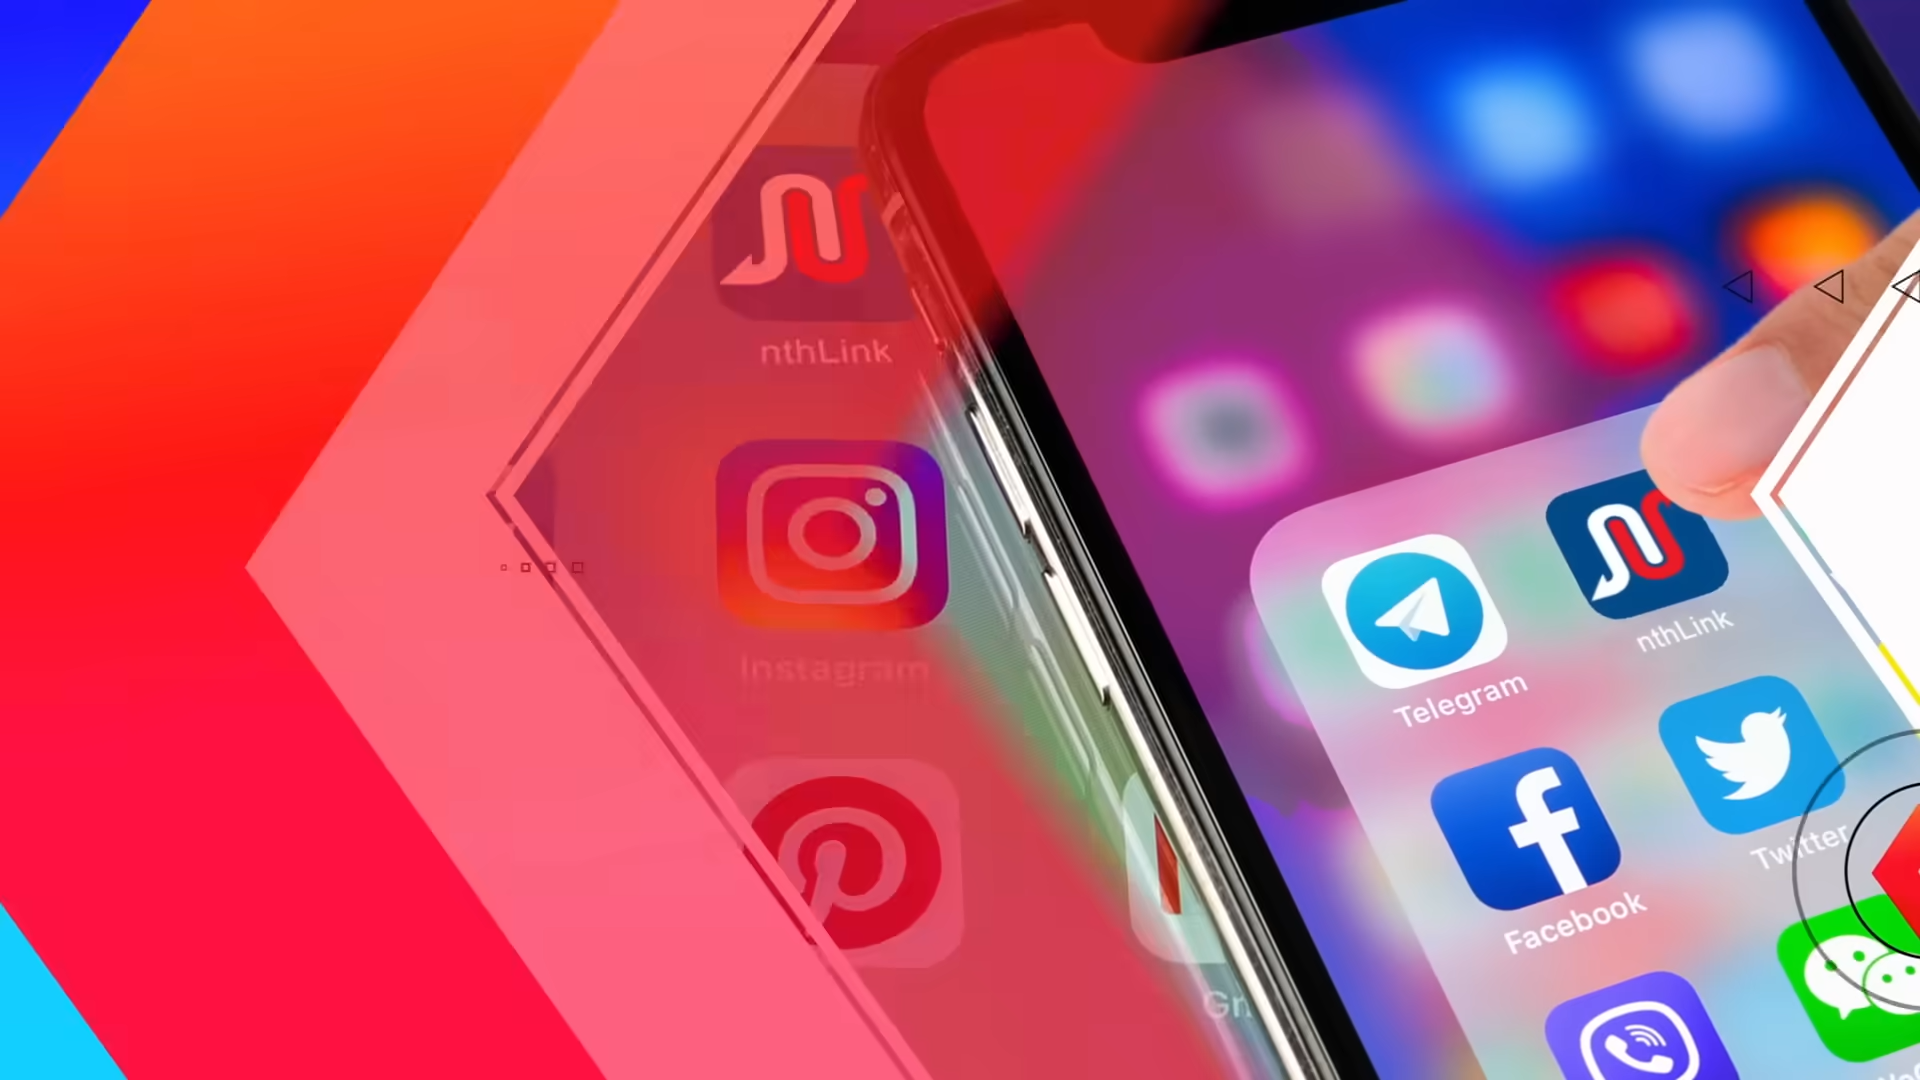 nthLink
Instagram
Telegram
nthLink
Facebook
Twitter